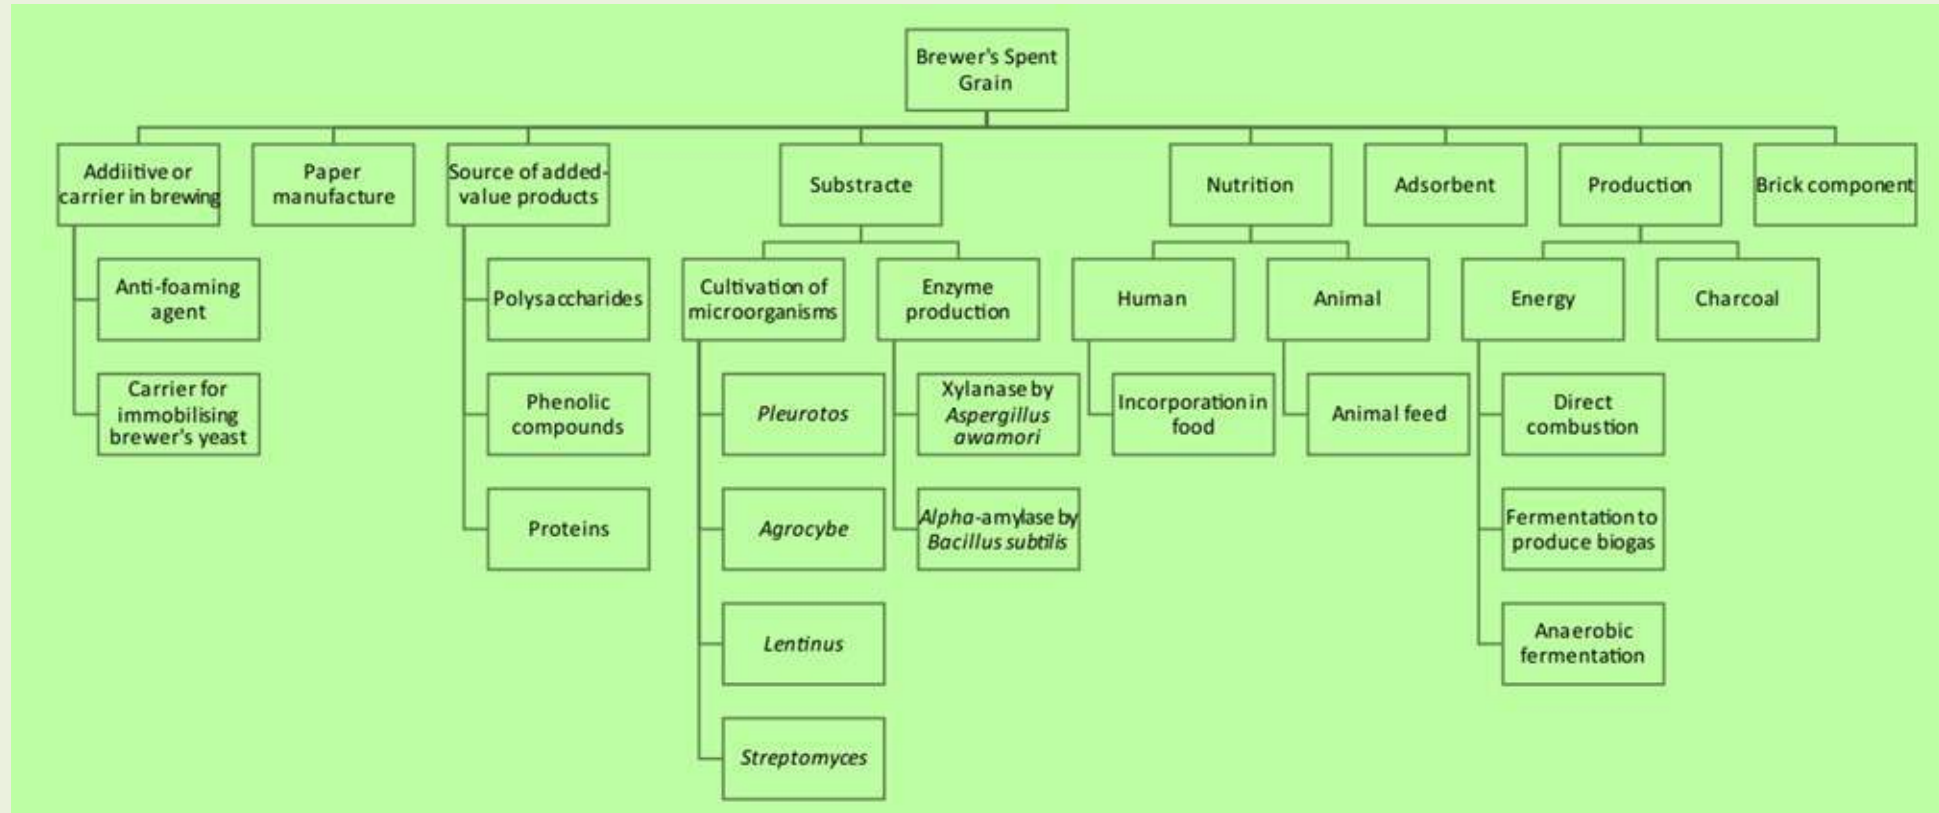 Brewer's Spent
Grain
Addiitive or
carrier in brewing
Paper
manufacture
Source of added-
value products
Substracte
Nutrition
Adsorbent
Production
Brick component
Anti-foaming
agent
Carrier for
immobilising
brewer's yeast
Polysaccharides
Phenolic
compounds
Proteins
Cultivation of
microorganisms
Pleurotos
Agrocybe
Lentinus
Streptomyces
Enzyme
production
Xylanase by
Aspergillus
awamori
Alpha-amylase by
Bacillus subtilis
Human
Incorporation in
food
Animal
Animal feed
Energy
Direct
combustion
Fermentation to
produce biogas
Anaerobic
fermentation
Charcoal